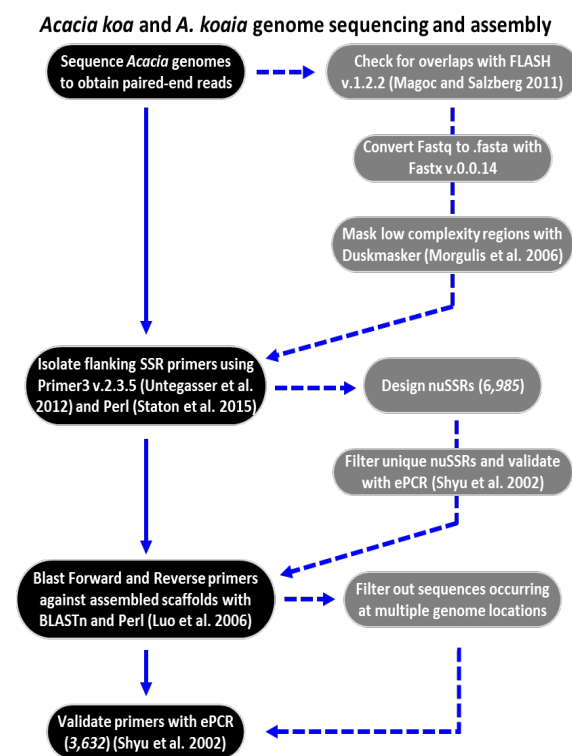 Acacia koa and A. koaia genome sequencing and assembly
Sequence Acacia genomes
to obtain paired-end reads
Check for overlaps with FLASH
v.1.2.2 (Magoc and Salzberg 2011)
Convert Fastq to .fasta with
Fastx v.0.0.14
Mask low complexity regions with
Duskmasker (Morgulis et al. 2006)
Isolate flanking SSR primers using
Primer3 v.2.3.5 (Untegasser et al.
2012) and Perl (Staton et al. 2015)
Design nuSSRs (6,985)
Filter unique nuSSRs and validate
with ePCR (Shyu et al. 2002)
Blast Forward and Reverse primers
against assembled scaffolds with
BLASTn and Perl (Luo et al. 2006)
Filter out sequences occurring
at multiple genome locations
Validate primers with ePCR
(3,632) (Shyu et al. 2002)